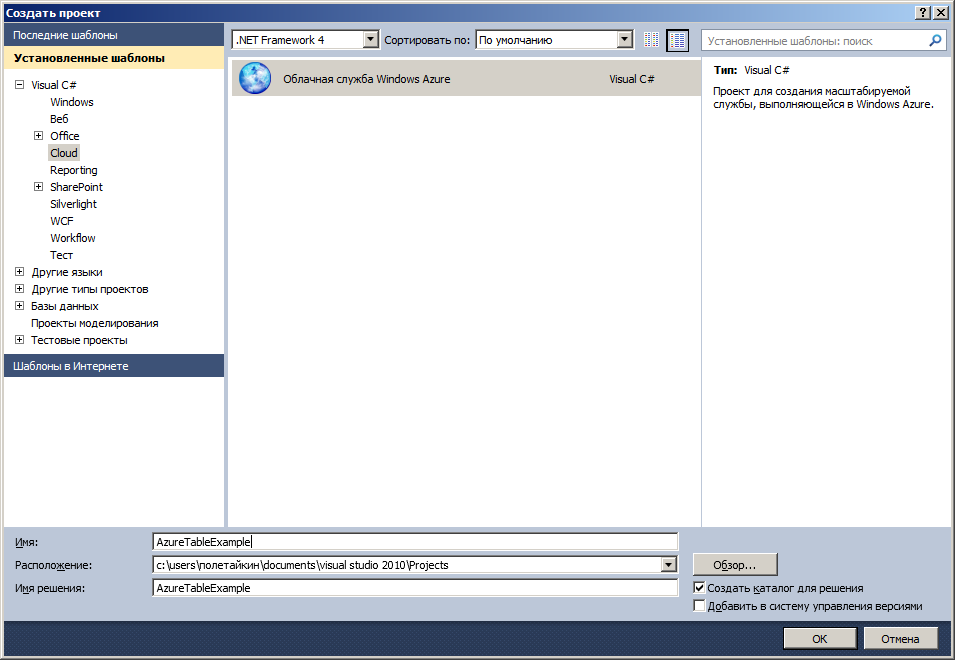 Создать проект
Последние шаблоны
Установленные шаблоны
Visual C#
Windows
Веб
Office
Cloud
Reporting
SharePoint
Silverlight
WCF
Workflow
Тест
Другие языки
Другие типы проектов
Базы данных
Проекты моделирования
Тестовые проекты
Шаблоны в Интернете
.NET Framework 4 Сортировать по: По умолчанию
Облачная служба Windows Azure Visual C#
Установленные шаблоны: поиск
Тип: Visual C#
Проект для создания масштабируемой
службы, выполняющейся в Windows Azure.
Имя: AzureTableExample
Расположение: c:\users\полетайкин\documents\visual studio 2010\Projects Обзор...
Имя решения: AzureTableExample
Создать каталог для решения
Добавить в систему управления версиями
OK Отмена